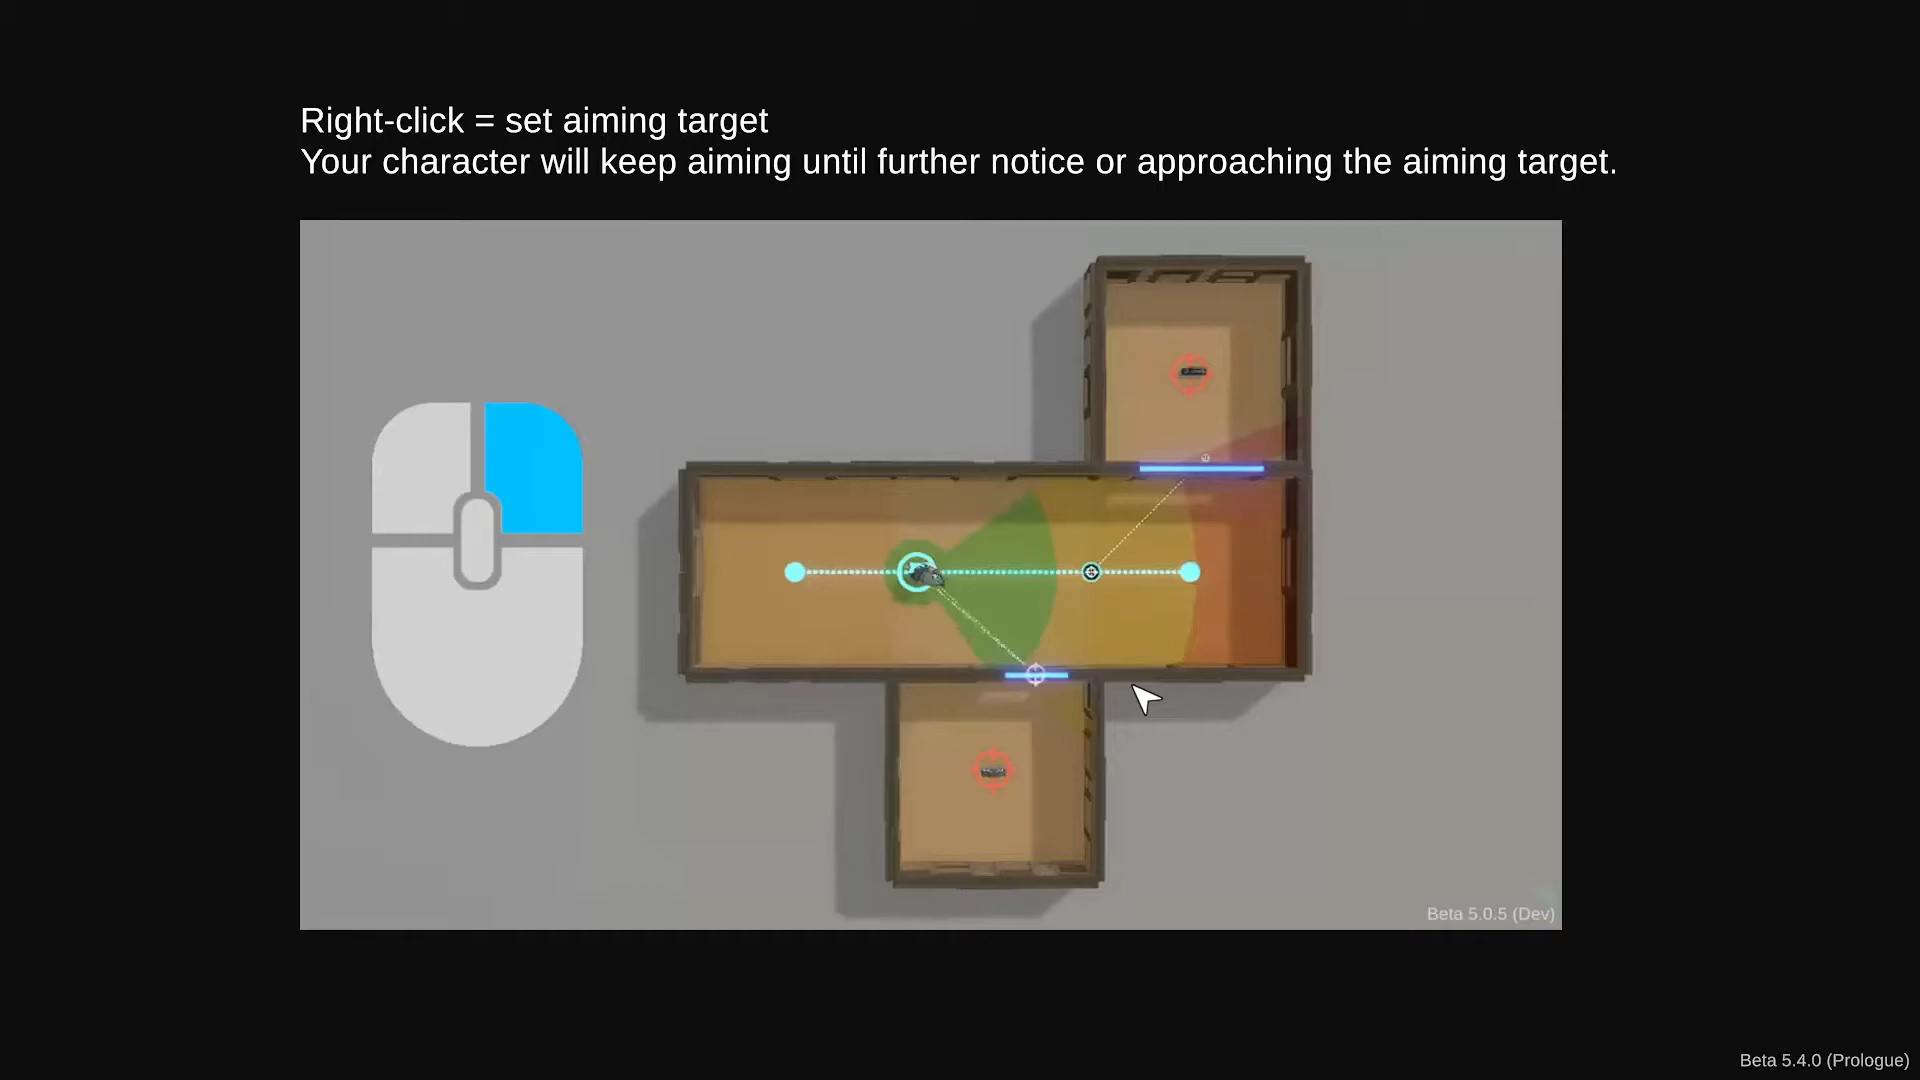 Right-click = set aiming target
Your character will keep aiming until further notice or approaching the aiming target.
Beta 5.0.5 (Dev)
Beta 5.4.0 (Prologue)